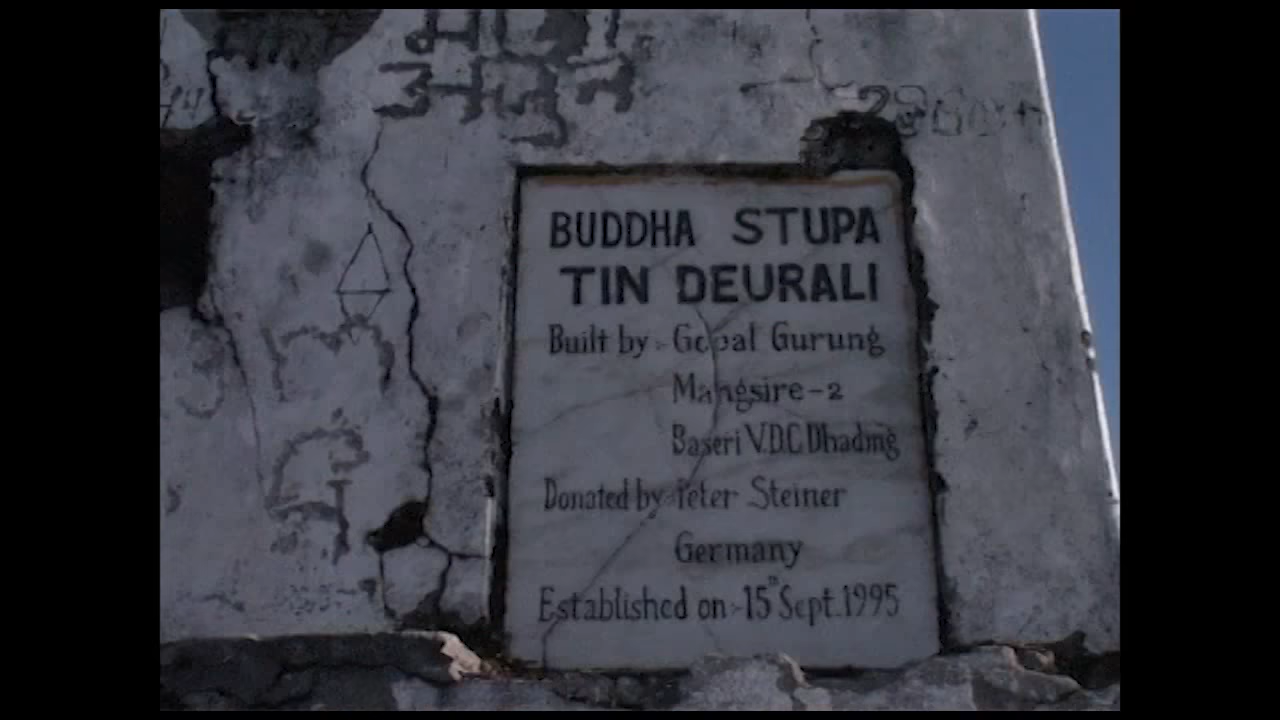 BUDDHA STUPA
TIN DEURALI
Built by :- Gopal Gurung
Mangsire-2
Baseri V.D.C Dhading
Donated by :- Peter Steiner
Germany
Established on :- 15th Sept. 1995